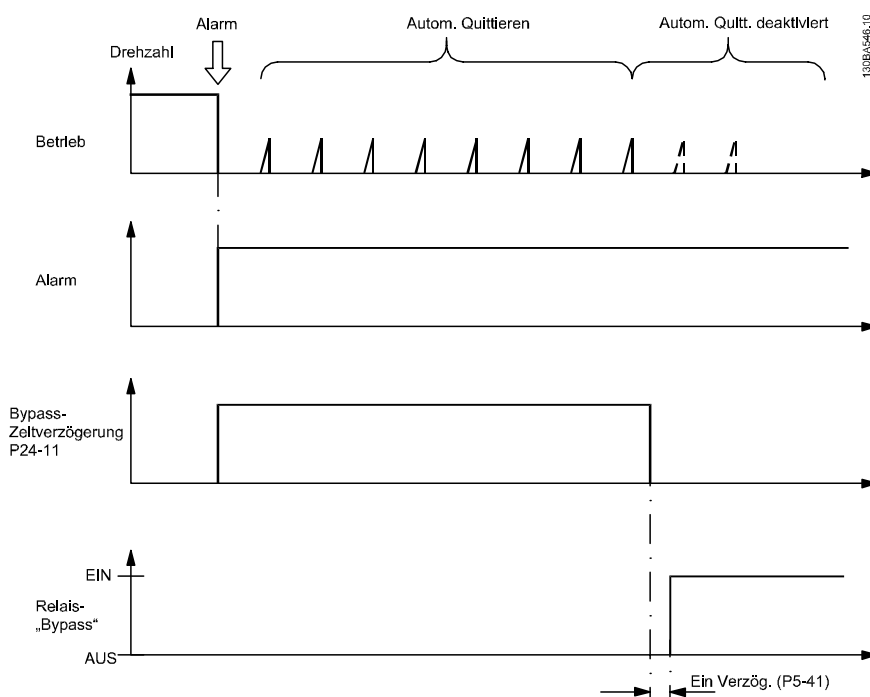 Alarm
Autom. Quittieren
Autom. Quitt. deaktiviert
130BA546.10
Drehzahl
Betrieb
Alarm
Bypass-
Zeitverzögerung
P24-11
EIN
Relais-
„Bypass“
AUS
Ein Verzög. (P5-41)